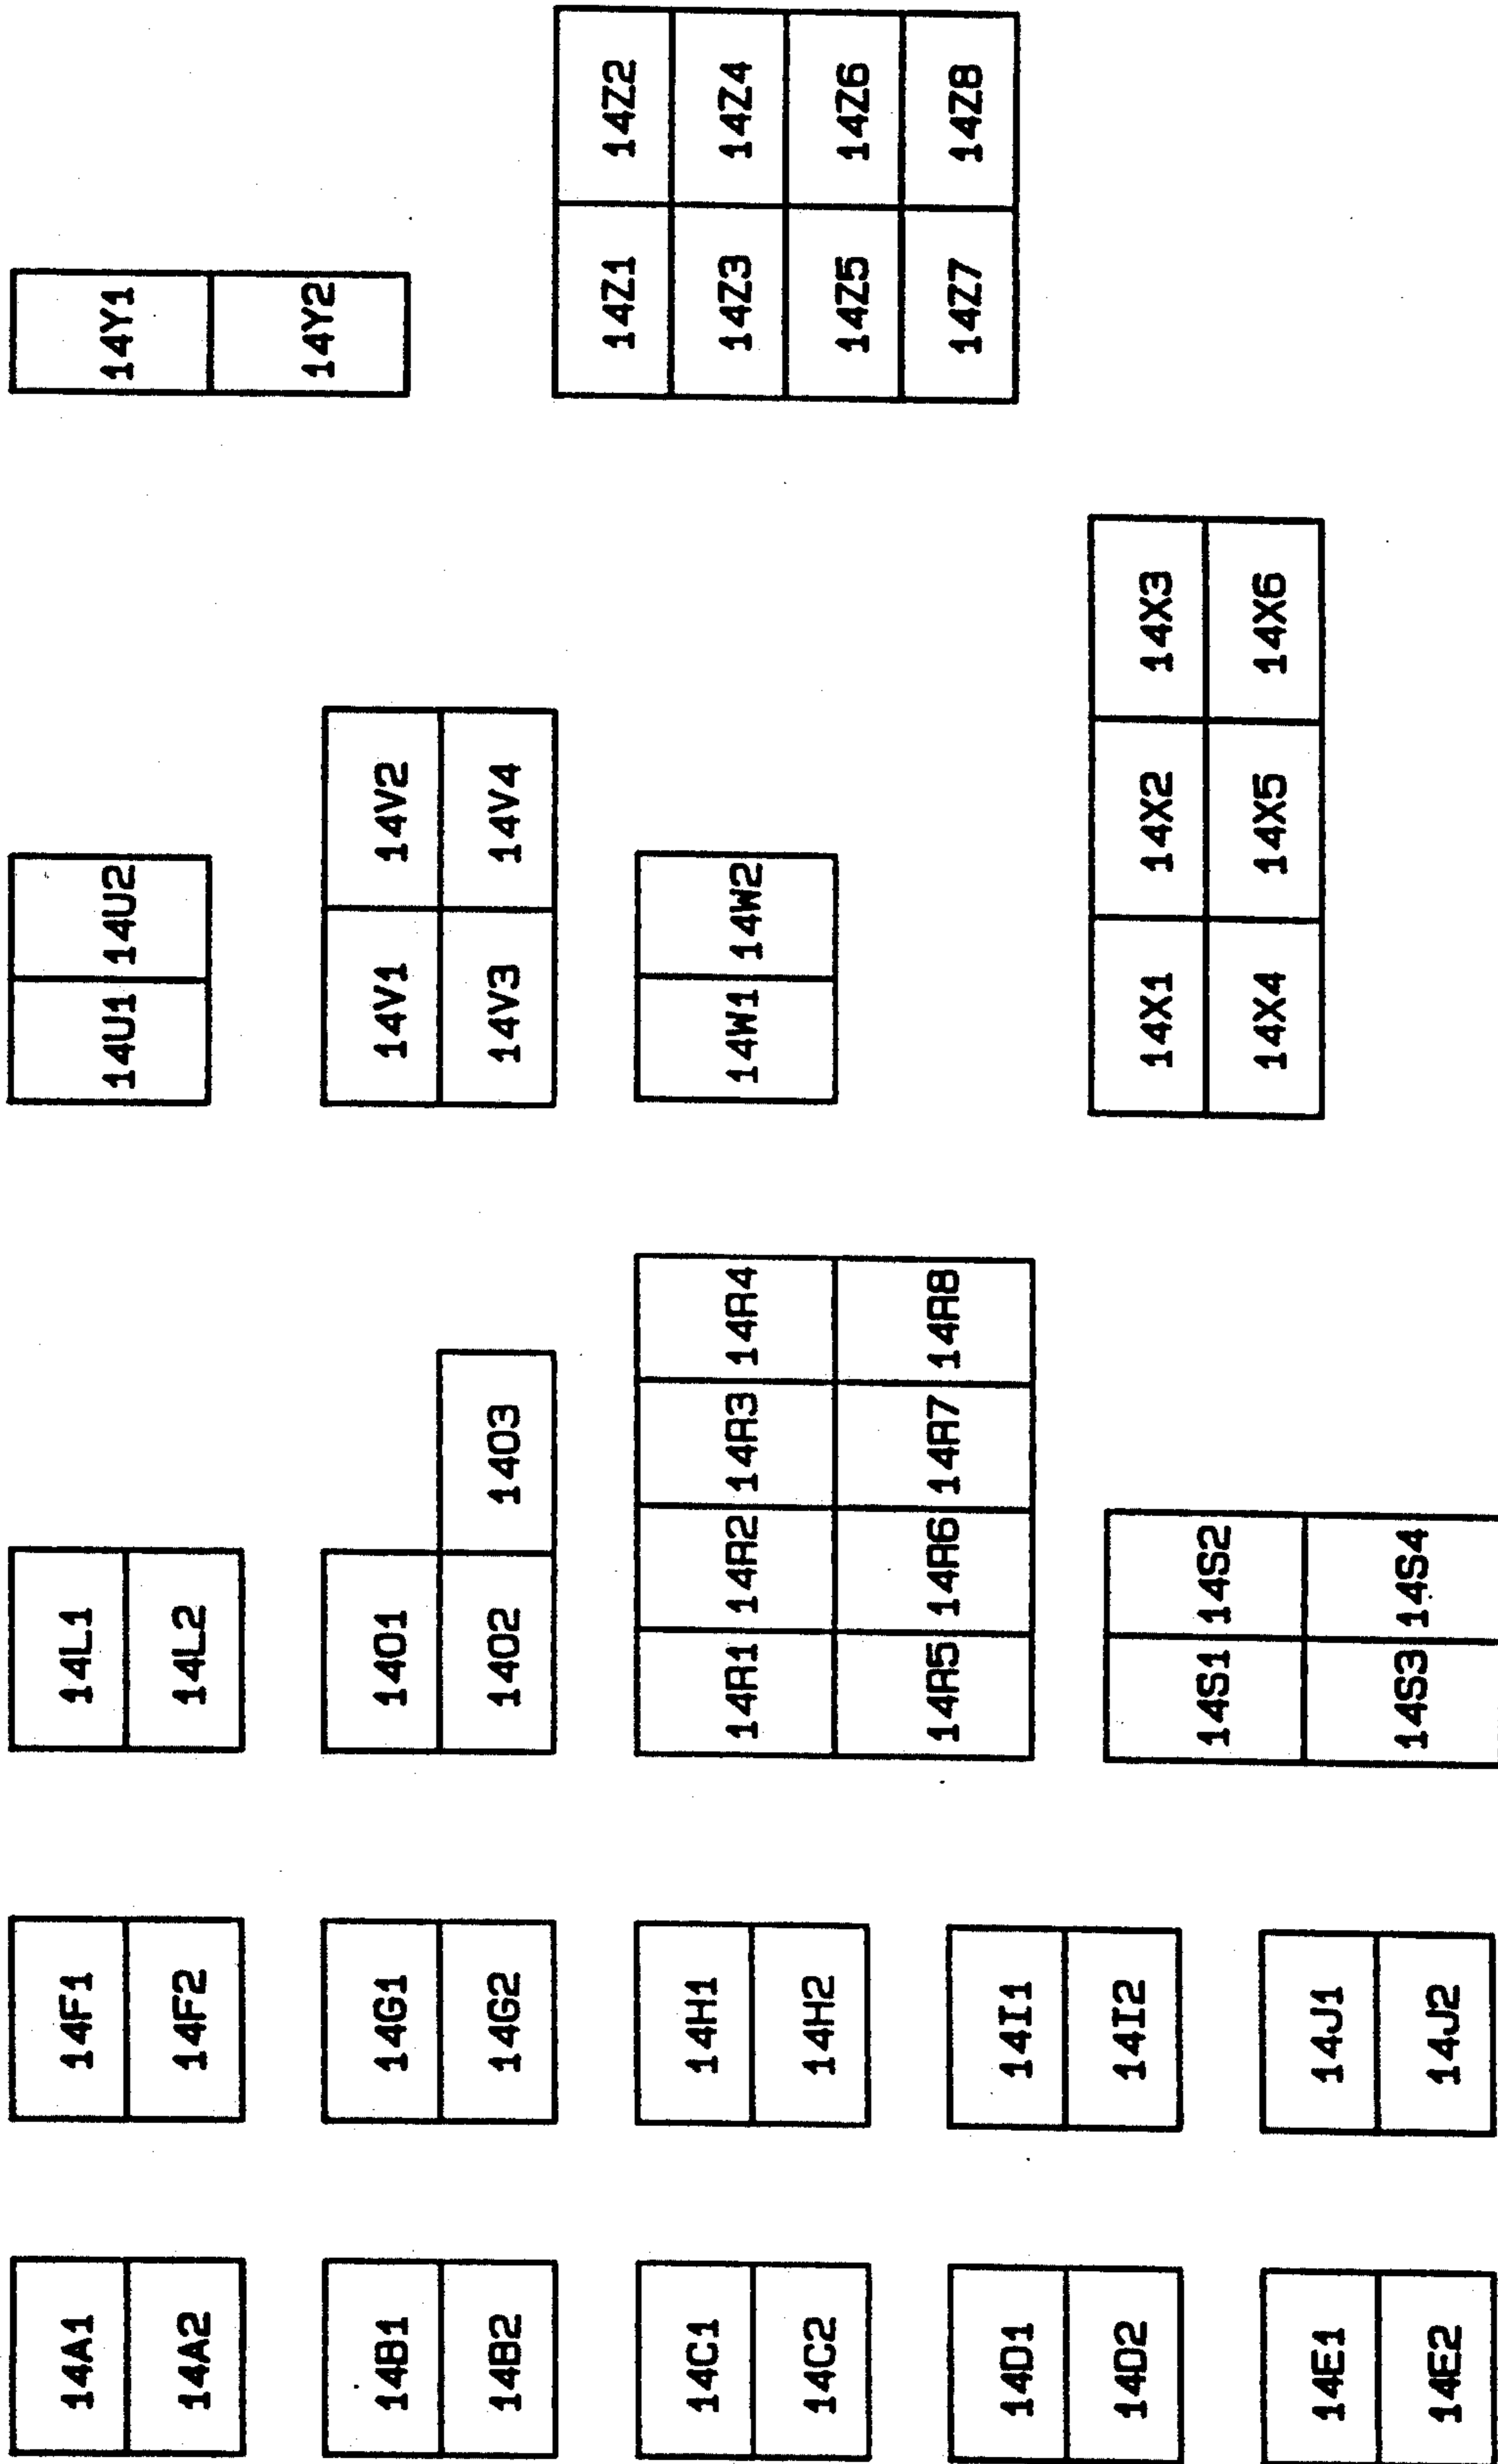 14A1
14A2
14B1
14B2
14C1
14C2
14D1
14D2
14E1
14E2
14F1
14F2
14G1
14G2
14H1
14H2
14I1
14I2
14J1
14J2
14L1
14L2
14O1
14O2 14O3
14R1 14R2 14R3 14R4
14R5 14R6 14R7 14R8
14S1 14S2
14S3 14S4
14U1 14U2
14V1 14V2
14V3 14V4
14W1 14W2
14X1 14X2 14X3
14X4 14X5 14X6
14Y1
14Y2
14Z1 14Z2
14Z3 14Z4
14Z5 14Z6
14Z7 14Z8